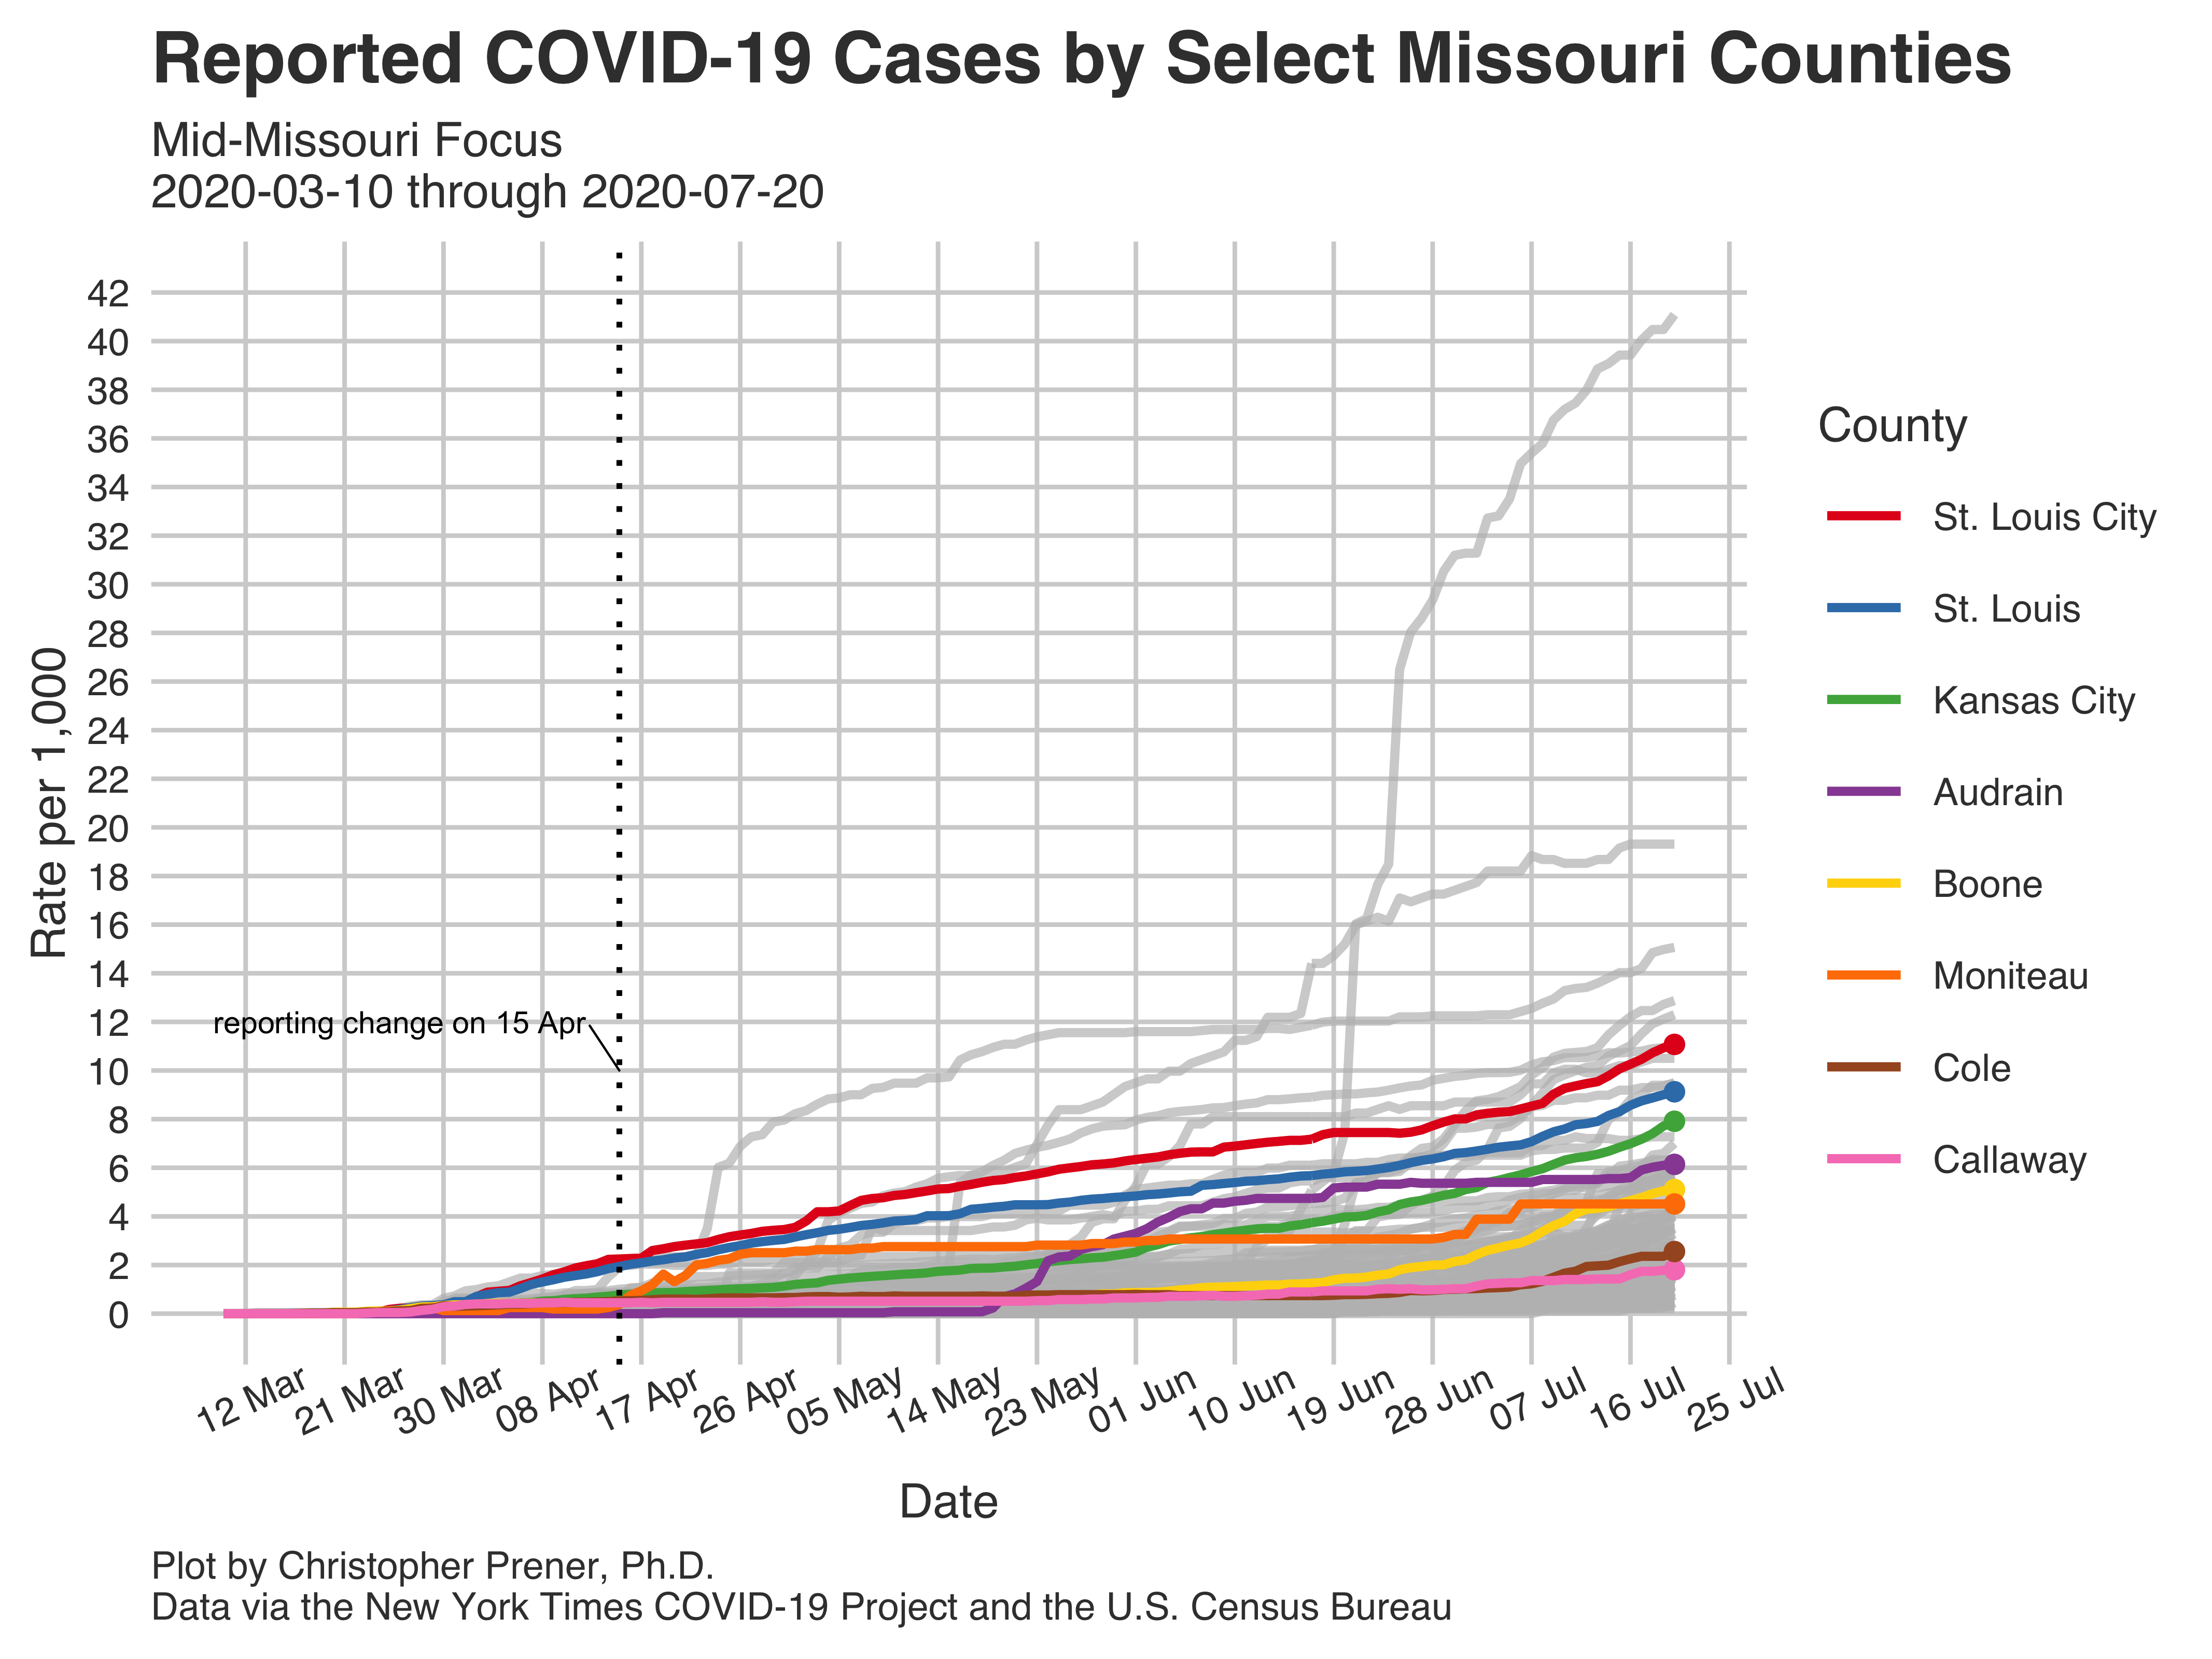 Reported COVID-19 Cases by Select Missouri Counties
Mid-Missouri Focus
2020-03-10 through 2020-07-20
42
40
38
36
34
32
30
28
26
24
22
20
18
16
14
12
10
8
6
4
2
0
Rate per 1,000
reporting change on 15 Apr
12 Mar
21 Mar
30 Mar
08 Apr
17 Apr
26 Apr
05 May
14 May
23 May
01 Jun
10 Jun
19 Jun
28 Jun
07 Jul
16 Jul
25 Jul
Date
County
St. Louis City
St. Louis
Kansas City
Audrain
Boone
Moniteau
Cole
Callaway
Plot by Christopher Prener, Ph.D.
Data via the New York Times COVID-19 Project and the U.S. Census Bureau